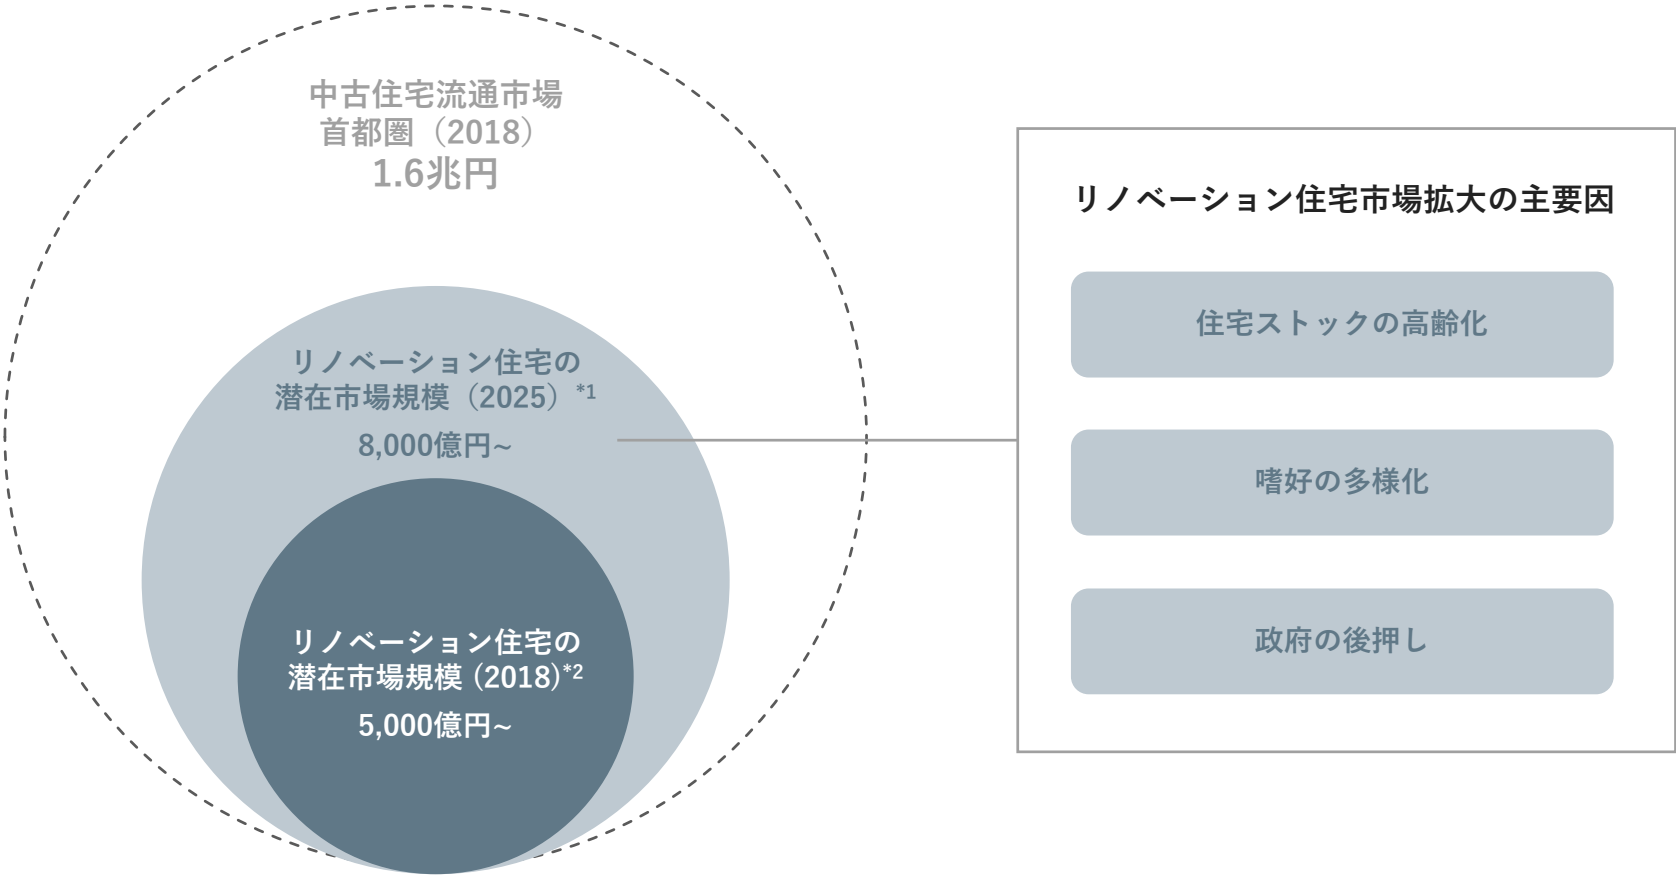 中古住宅流通市場
首都圏（2018）
1.6兆円
リノベーション住宅の
潜在市場規模（2025）*1
8,000億円~
リノベーション住宅の
潜在市場規模 (2018)*2
5,000億円~
リノベーション住宅市場拡大の主要因
住宅ストックの高齢化
嗜好の多様化
政府の後押し